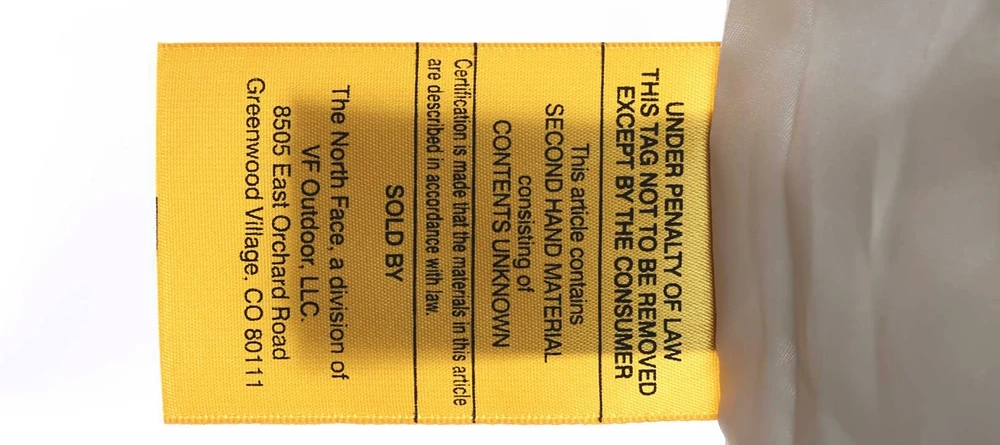 UNDER PENALTY OF LAW
THIS TAG NOT TO BE REMOVED
EXCEPT BY THE CONSUMER
This article contains
SECOND HAND MATERIAL
consisting of
CONTENTS UNKNOWN
Certification is made that the materials in this article
are described in accordance with law.
SOLD BY
The North Face, a division of
VF Outdoor, LLC.
8505 East Orchard Road
Greenwood Village, CO 80111